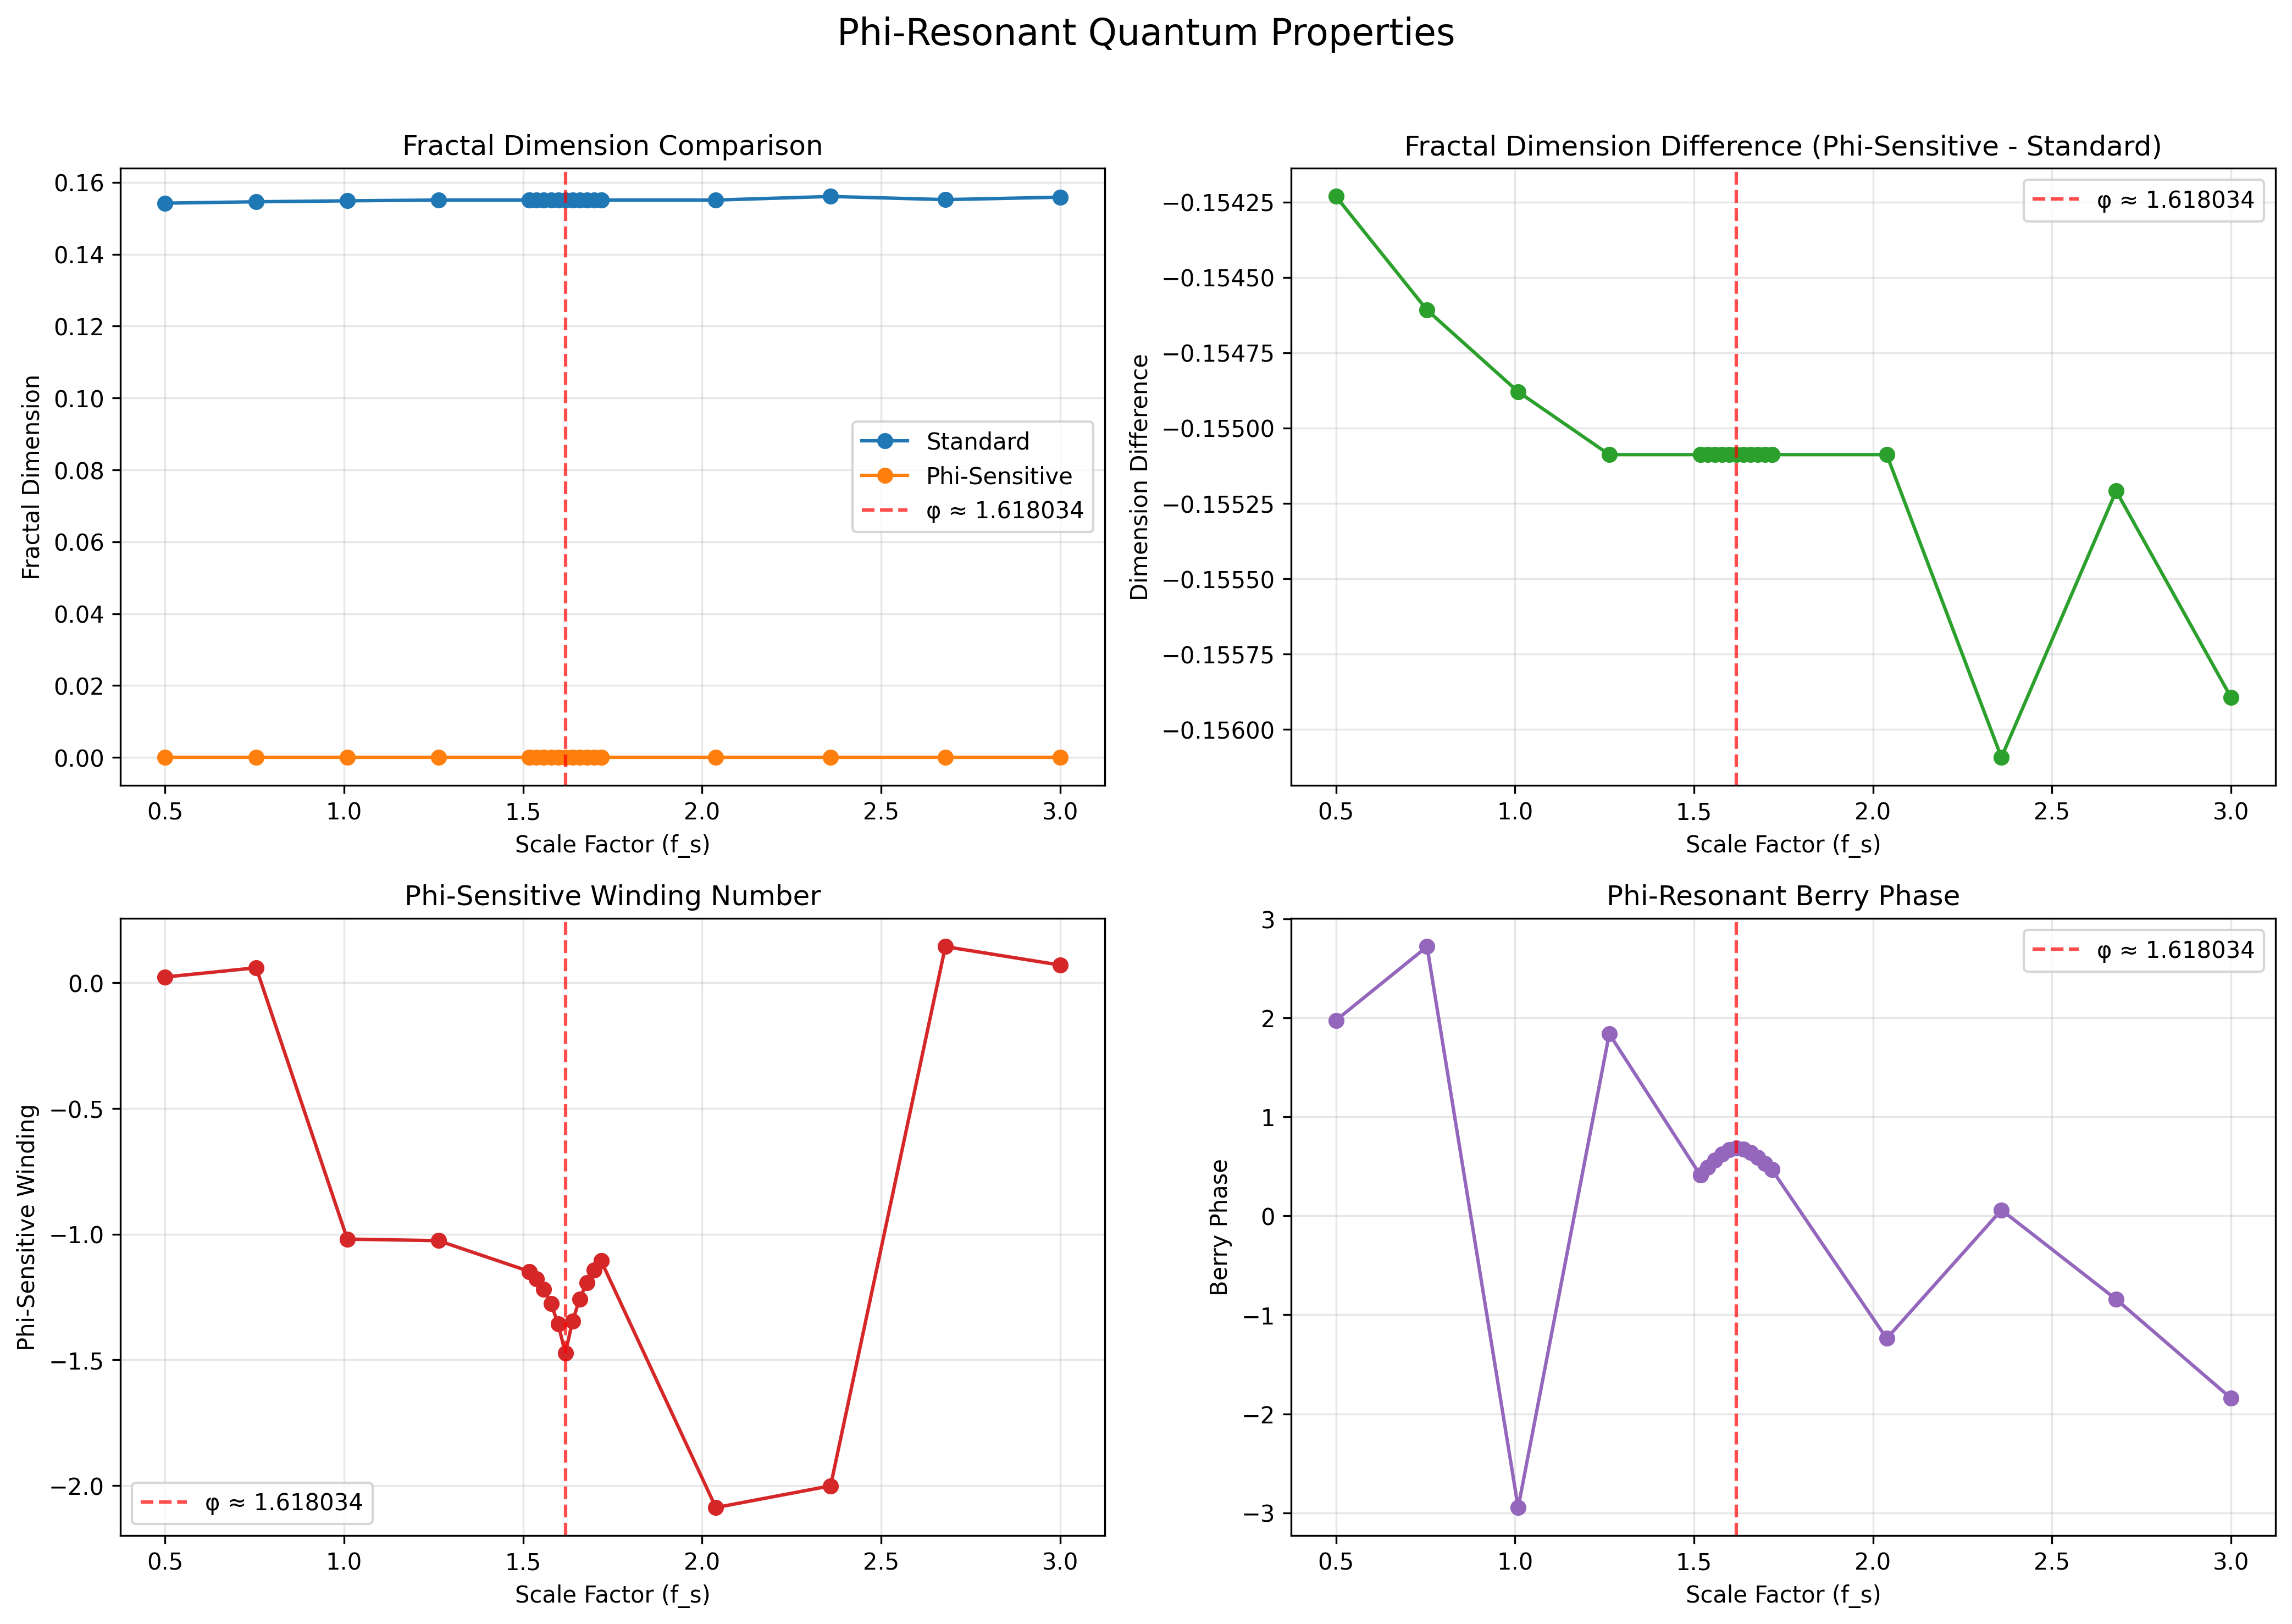 Phi-Resonant Quantum Properties
Fractal Dimension Comparison
Fractal Dimension
0.16
0.14
0.12
0.10
0.08
0.06
0.04
0.02
0.00
Standard
Phi-Sensitive
φ ≈ 1.618034
0.5 1.0 1.5 2.0 2.5 3.0
Scale Factor (f_s)
Fractal Dimension Difference (Phi-Sensitive - Standard)
Dimension Difference
−0.15425
−0.15450
−0.15475
−0.15500
−0.15525
−0.15550
−0.15575
−0.15600
φ ≈ 1.618034
0.5 1.0 1.5 2.0 2.5 3.0
Scale Factor (f_s)
Phi-Sensitive Winding Number
Phi-Sensitive Winding
0.0
−0.5
−1.0
−1.5
−2.0
φ ≈ 1.618034
0.5 1.0 1.5 2.0 2.5 3.0
Scale Factor (f_s)
Phi-Resonant Berry Phase
Berry Phase
3
2
1
0
−1
−2
−3
φ ≈ 1.618034
0.5 1.0 1.5 2.0 2.5 3.0
Scale Factor (f_s)